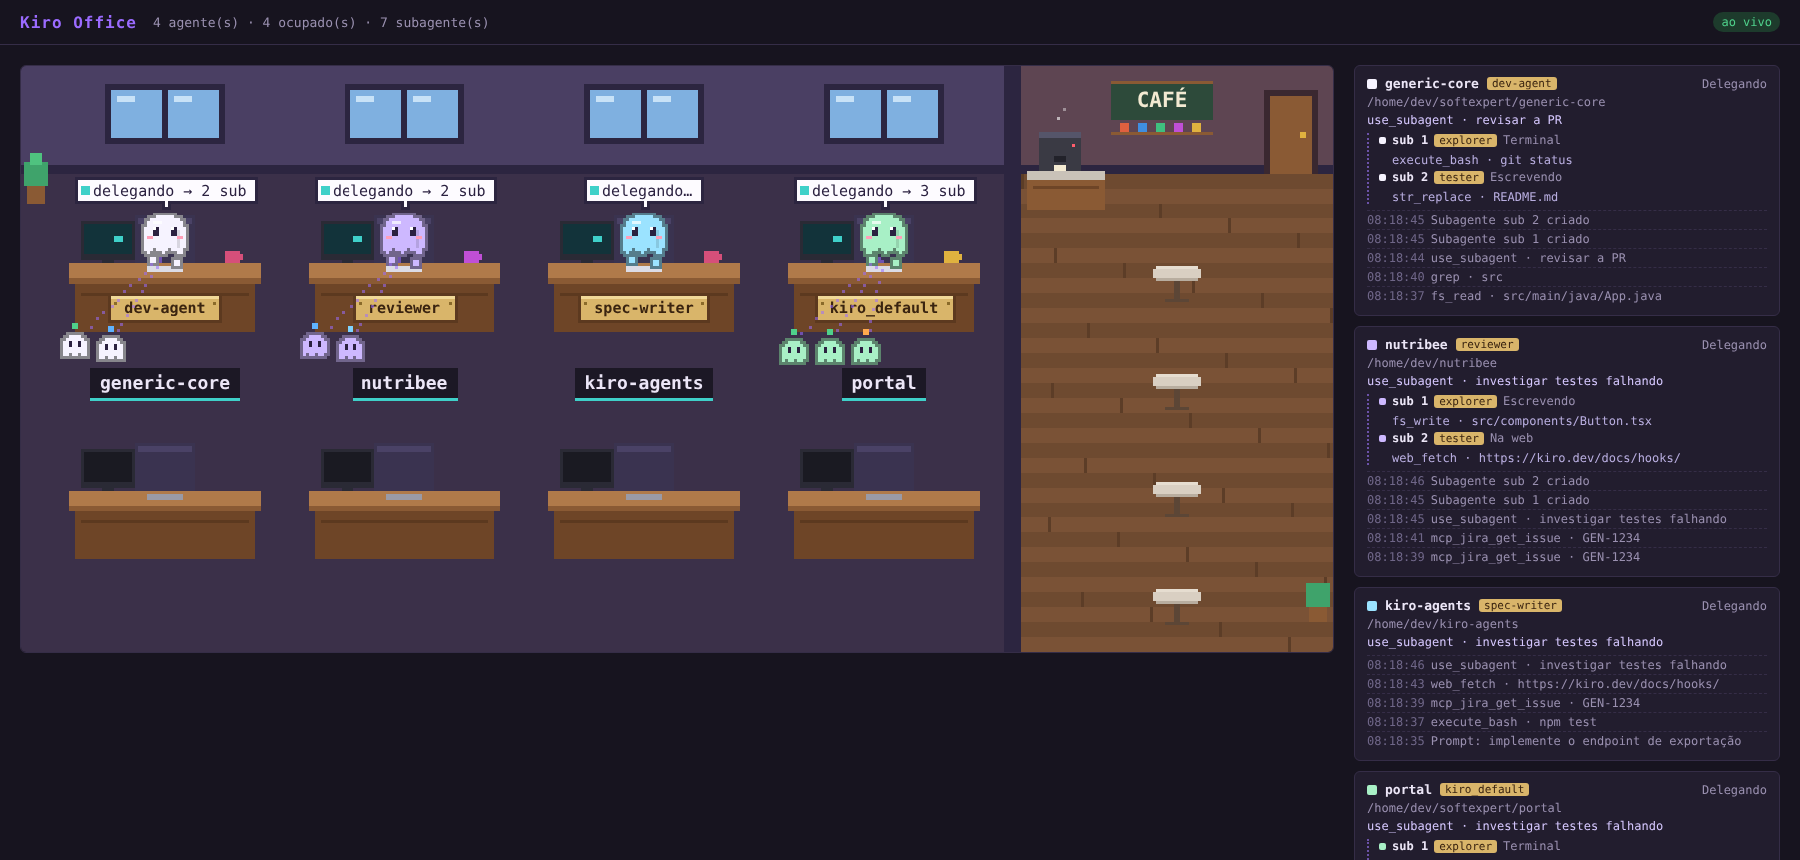 Kiro Office 4 agente(s) · 4 ocupado(s) · 7 subagente(s)
ao vivo
CAFÉ
delegando → 2 sub
delegando → 2 sub
delegando…
delegando → 3 sub
dev-agent
reviewer
spec-writer
kiro_default
generic-core
nutribee
kiro-agents
portal
generic-core dev-agent Delegando
/home/dev/softexpert/generic-core
use_subagent · revisar a PR
sub 1 explorer Terminal
execute_bash · git status
sub 2 tester Escrevendo
str_replace · README.md
08:18:45 Subagente sub 2 criado
08:18:45 Subagente sub 1 criado
08:18:44 use_subagent · revisar a PR
08:18:40 grep · src
08:18:37 fs_read · src/main/java/App.java
nutribee reviewer Delegando
/home/dev/nutribee
use_subagent · investigar testes falhando
sub 1 explorer Escrevendo
fs_write · src/components/Button.tsx
sub 2 tester Na web
web_fetch · https://kiro.dev/docs/hooks/
08:18:46 Subagente sub 2 criado
08:18:45 Subagente sub 1 criado
08:18:45 use_subagent · investigar testes falhando
08:18:41 mcp_jira_get_issue · GEN-1234
08:18:39 mcp_jira_get_issue · GEN-1234
kiro-agents spec-writer Delegando
/home/dev/kiro-agents
use_subagent · investigar testes falhando
08:18:46 use_subagent · investigar testes falhando
08:18:43 web_fetch · https://kiro.dev/docs/hooks/
08:18:39 mcp_jira_get_issue · GEN-1234
08:18:37 execute_bash · npm test
08:18:35 Prompt: implemente o endpoint de exportação
portal kiro_default Delegando
/home/dev/softexpert/portal
use_subagent · investigar testes falhando
sub 1 explorer Terminal